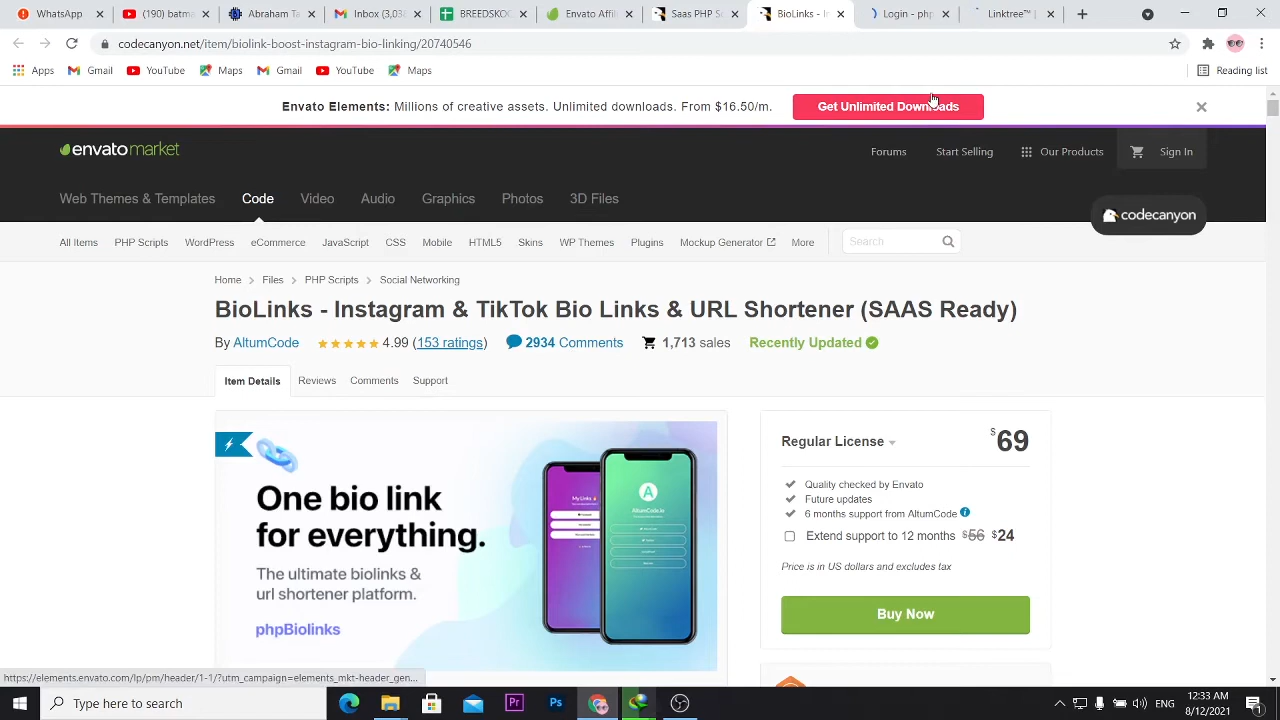 WhatsApp
(190) batter
Abraham Ta
Inbox (3,03
BREEDSKO
Envato Affili
Saas PHP
BioLinks - In
Login - php
Linktree™ |
codecanyon.net/item/biolink-boost-instagram-bio-linking/20740546
Apps Gmail YouTube Maps Gmail YouTube Maps Reading list
Envato Elements: Millions of creative assets. Unlimited downloads. From $16.50/m. Get Unlimited Downloads
envatomarket Forums Start Selling Our Products Sign In
Web Themes & Templates Code Video Audio Graphics Photos 3D Files
codecanyon
All Items PHP Scripts WordPress eCommerce JavaScript CSS Mobile HTML5 Skins WP Themes Plugins Mockup Generator More Search
Home Files PHP Scripts Social Networking
BioLinks - Instagram & TikTok Bio Links & URL Shortener (SAAS Ready)
By AltumCode 4.99 (153 ratings) 2934 Comments 1,713 sales Recently Updated
Item Details Reviews Comments Support
One bio link
for everything.
The ultimate biolinks &
url shortener platform.
phpBiolinks
My Links
AltumCode.io
Regular License $69
Quality checked by Envato
Future updates
6 months support from AltumCode
Extend support to 12 months $56 $24
Price is in US dollars and excludes tax
Buy Now
https://elements.envato.com/lp/pm/header/1-1/?utm_campaign=elements_mkt-header_gen...
Type here to search
ENG
12:33 AM
8/12/2021